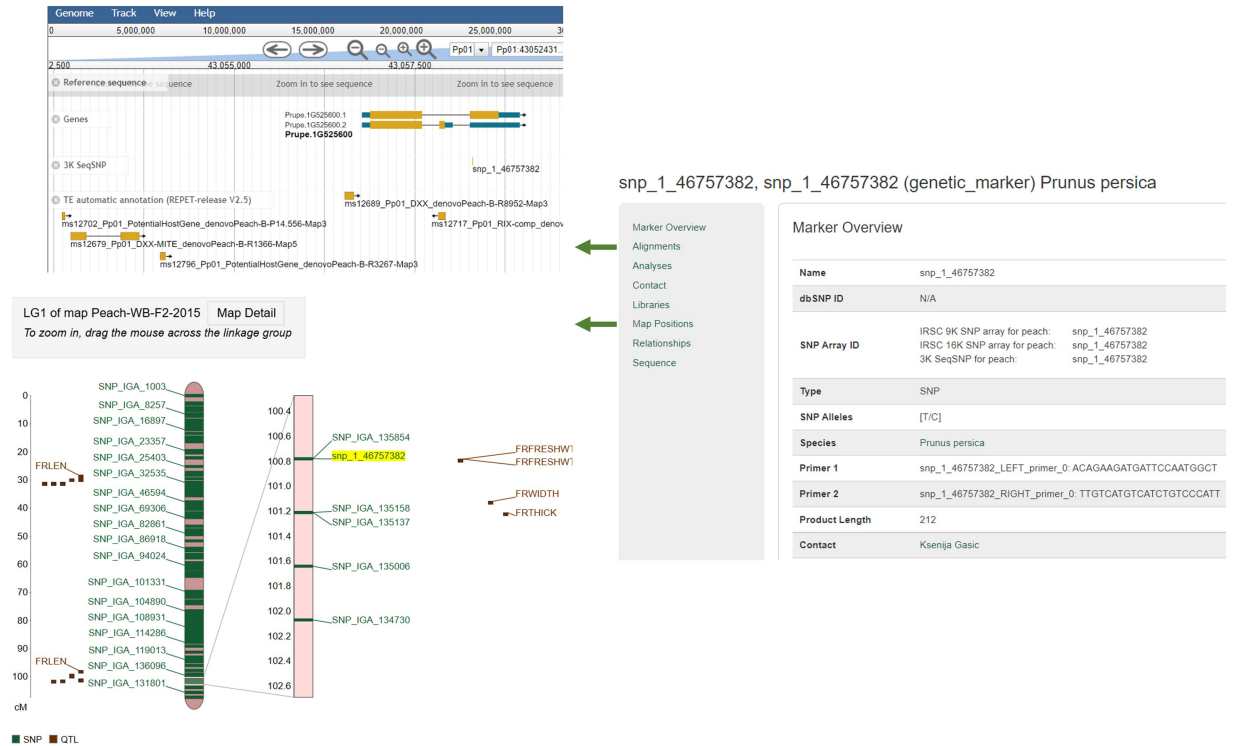 Genome Track View Help
0 5,000,000 10,000,000 15,000,000 20,000,000 25,000,000 30
Pp01 Pp01:43052431...
2,500 43,055,000 43,057,500
Reference sequence sequence Zoom in to see sequence Zoom in to see sequence
Genes
Prupe.1G525600.1
Prupe.1G525600.2
Prupe.1G525600
3K SeqSNP
snp_1_46757382
TE automatic annotation (REPET-release V2.5)
ms12689_Pp01_DXX_denovoPeach-B-R8952-Map3
ms12702_Pp01_PotentialHostGene_denovoPeach-B-P14.556-Map3
ms12717_Pp01_RIX-comp_denov
ms12679_Pp01_DXX-MITE_denovoPeach-B-R1366-Map5
ms12796_Pp01_PotentialHostGene_denovoPeach-B-R3267-Map3
LG1 of map Peach-WB-F2-2015 Map Detail
To zoom in, drag the mouse across the linkage group
0
10
20
30
40
50
60
70
80
90
100
cM
FRLEN
FRLEN
SNP_IGA_1003
SNP_IGA_8257
SNP_IGA_16897
SNP_IGA_23357
SNP_IGA_25403
SNP_IGA_32535
SNP_IGA_46594
SNP_IGA_69306
SNP_IGA_82861
SNP_IGA_86918
SNP_IGA_94024
SNP_IGA_101331
SNP_IGA_104890
SNP_IGA_108931
SNP_IGA_114286
SNP_IGA_119013
SNP_IGA_136096
SNP_IGA_131801
100.4
100.6
100.8
101.0
101.2
101.4
101.6
101.8
102.0
102.2
102.4
102.6
SNP_IGA_135854
snp_1_46757382
SNP_IGA_135158
SNP_IGA_135137
SNP_IGA_135006
SNP_IGA_134730
FRFRESHWT
FRFRESHWT
FRWIDTH
FRTHICK
SNP QTL
snp_1_46757382, snp_1_46757382 (genetic_marker) Prunus persica
Marker Overview
Alignments
Analyses
Contact
Libraries
Map Positions
Relationships
Sequence
Marker Overview
Name snp_1_46757382
dbSNP ID N/A
SNP Array ID
IRSC 9K SNP array for peach: snp_1_46757382
IRSC 16K SNP array for peach: snp_1_46757382
3K SeqSNP for peach: snp_1_46757382
Type SNP
SNP Alleles [T/C]
Species Prunus persica
Primer 1 snp_1_46757382_LEFT_primer_0: ACAGAAGATGATTCCAATGGCT
Primer 2 snp_1_46757382_RIGHT_primer_0: TTGTCATGTCATCTGTCCCATT
Product Length 212
Contact Ksenija Gasic